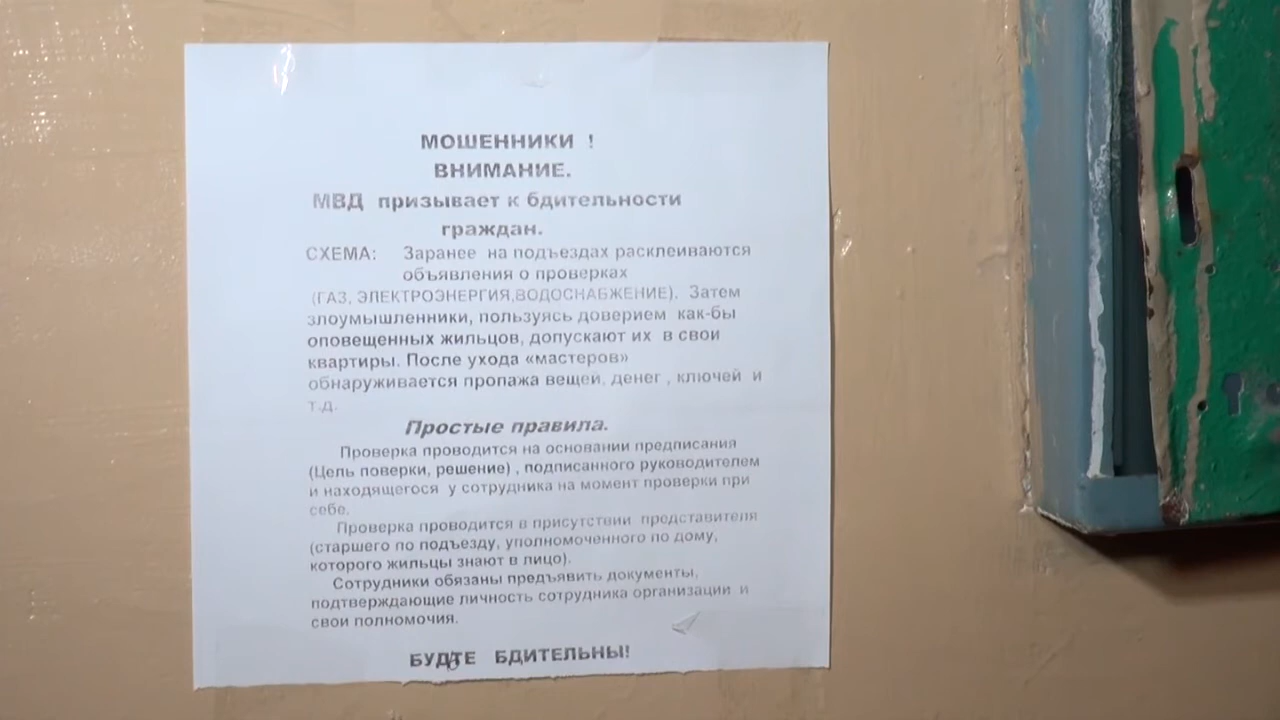 МОШЕННИКИ !
ВНИМАНИЕ.
МВД призывает к бдительности
граждан.
СХЕМА: Заранее на подъездах расклеиваются
объявления о проверках
(ГАЗ, ЭЛЕКТРОЭНЕРГИЯ,ВОДОСНАБЖЕНИЕ). Затем
злоумышленники, пользуясь доверием как-бы
оповещенных жильцов, допускают их в свои
квартиры. После ухода «мастеров»
обнаруживается пропажа вещей, денег , ключей и
т.д.
Простые правила.
Проверка проводится на основании предписания
(Цель поверки, решение) , подписанного руководителем
и находящегося у сотрудника на момент проверки при
себе.
Проверка проводится в присутствии представителя
(старшего по подъезду, уполномоченного по дому,
которого жильцы знают в лицо).
Сотрудники обязаны предъявить документы,
подтверждающие личность сотрудника организации и
свои полномочия.
БУДТЕ БДИТЕЛЬНЫ!